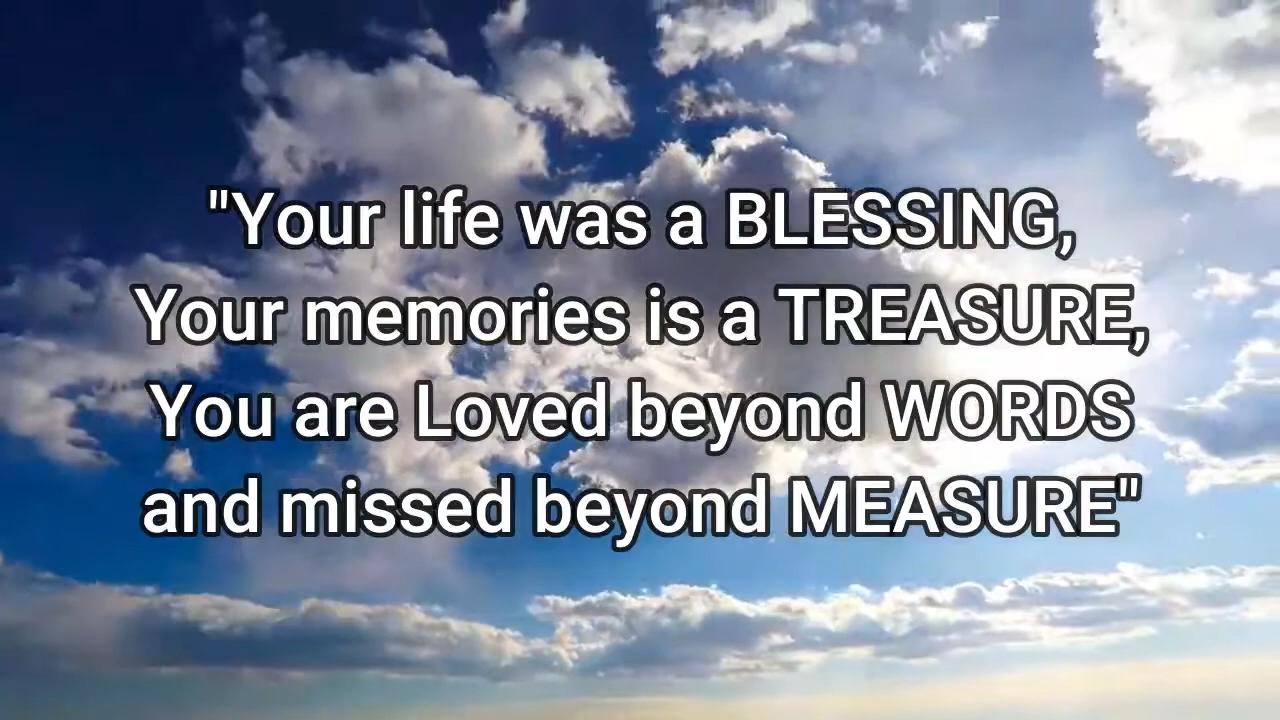 "Your life was a BLESSING,
Your memories is a TREASURE,
You are Loved beyond WORDS
and missed beyond MEASURE"